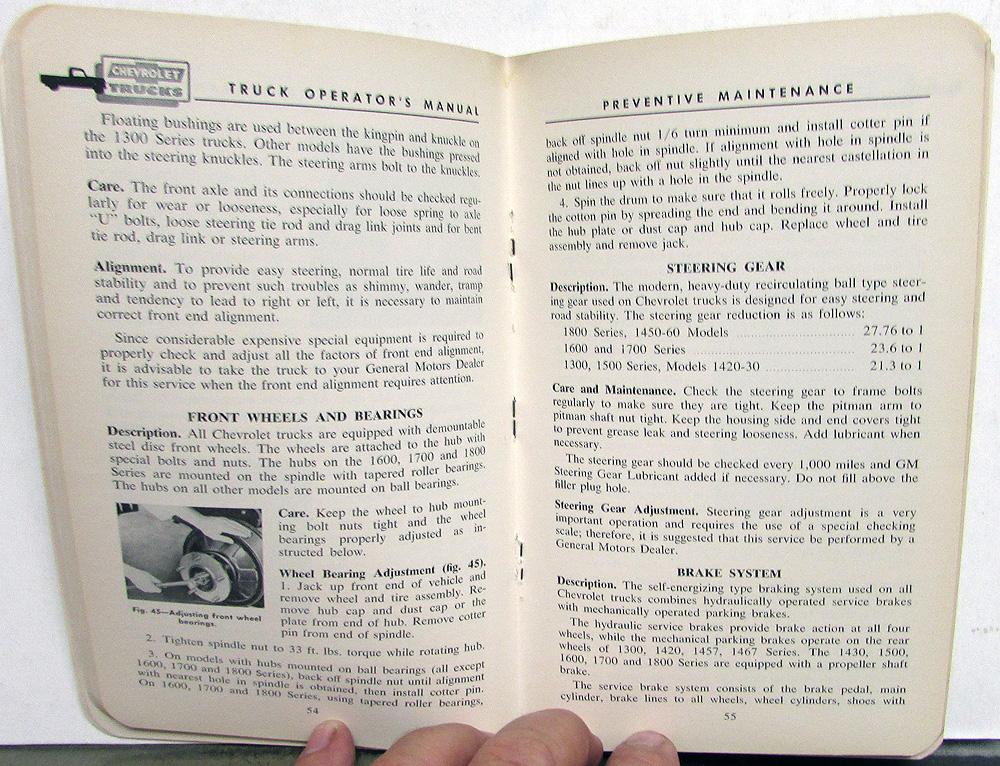 CHEVROLET
TRUCKS
TRUCK OPERATOR'S MANUAL
Floating bushings are used between the kingpin and knuckle on
the 1300 Series trucks. Other models have the bushings pressed
into the steering knuckles. The steering arms bolt to the knuckles.
Care. The front axle and its connections should be checked regu-
larly for wear or looseness, especially for loose spring to axle
"U" bolts, loose steering tie rod and drag link joints and for bent
tie rod, drag link or steering arms.
Alignment. To provide easy steering, normal tire life and road
stability and to prevent such troubles as shimmy, wander, tramp
and tendency to lead to right or left, it is necessary to maintain
correct front end alignment.
Since considerable expensive special equipment is required to
properly check and adjust all the factors of front end alignment,
it is advisable to take the truck to your General Motors Dealer
for this service when the front end alignment requires attention.
FRONT WHEELS AND BEARINGS
Description. All Chevrolet trucks are equipped with demountable
steel disc front wheels. The wheels are attached to the hub with
special bolts and nuts. The hubs on the 1600, 1700 and 1800
Series are mounted on the spindle with tapered roller bearings.
The hubs on all other models are mounted on ball bearings.
Care. Keep the wheel to hub mount-
ing bolt nuts tight and the wheel
bearings properly adjusted as in-
structed below.
Wheel Bearing Adjustment (fig. 45).
1. Jack up front end of vehicle and
remove wheel and tire assembly. Re-
move hub cap and dust cap or the
plate from end of hub. Remove cotter
pin from end of spindle.
Fig. 45—Adjusting front wheel
bearings.
2. Tighten spindle nut to 33 ft. lbs. torque while rotating hub.
3. On models with hubs mounted on ball bearings (all except
1600, 1700 and 1800 Series), back off spindle nut until alignment
with nearest hole in spindle is obtained, then install cotter pin.
On 1600, 1700 and 1800 Series, using tapered roller bearings,
54
PREVENTIVE MAINTENANCE
back off spindle nut 1/6 turn minimum and install cotter pin if
aligned with hole in spindle. If alignment with hole in spindle is
not obtained, back off nut slightly until the nearest castellation in
the nut lines up with a hole in the spindle.
4. Spin the drum to make sure that it rolls freely. Properly lock
the cotton pin by spreading the end and bending it around. Install
the hub plate or dust cap and hub cap. Replace wheel and tire
assembly and remove jack.
STEERING GEAR
Description. The modern, heavy-duty recirculating ball type steer-
ing gear used on Chevrolet trucks is designed for easy steering and
road stability. The steering gear reduction is as follows:
1800 Series, 1450-60 Models ........ 27.76 to 1
1600 and 1700 Series ........ 23.6 to 1
1300, 1500 Series, Models 1420-30 ........ 21.3 to 1
Care and Maintenance. Check the steering gear to frame bolts
regularly to make sure they are tight. Keep the pitman arm to
pitman shaft nut tight. Keep the housing side and end covers tight
to prevent grease leak and steering looseness. Add lubricant when
necessary.
The steering gear should be checked every 1,000 miles and GM
Steering Gear Lubricant added if necessary. Do not fill above the
filler plug hole.
Steering Gear Adjustment. Steering gear adjustment is a very
important operation and requires the use of a special checking
scale; therefore, it is suggested that this service be performed by a
General Motors Dealer.
BRAKE SYSTEM
Description. The self-energizing type braking system used on all
Chevrolet trucks combines hydraulically operated service brakes
with mechanically operated parking brakes.
The hydraulic service brakes provide brake action at all four
wheels, while the mechanical parking brakes operate on the rear
wheels of 1300, 1420, 1457, 1467 Series. The 1430, 1500,
1600, 1700 and 1800 Series are equipped with a propeller shaft
brake.
The service brake system consists of the brake pedal, main
cylinder, brake lines to all wheels, wheel cylinders, shoes with
55